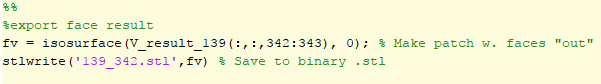 %%
%export face result
fv = isosurface(V_result_139(:,:,342:343), 0); % Make patch w. faces "out"
stlwrite('139_342.stl',fv) % Save to binary .stl